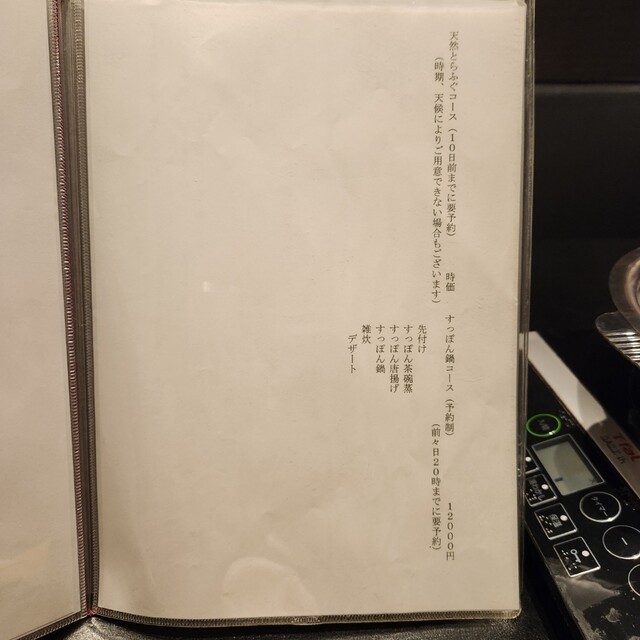 天然とらふぐコース（10日前までに要予約）　時価
（時期、天候によりご用意できない場合もございます）
すっぽん鍋コース（予約制）　12000円
（前々日20時までに要予約）
先付け
すっぽん茶碗蒸
すっぽん唐揚げ
すっぽん鍋
雑炊
デザート